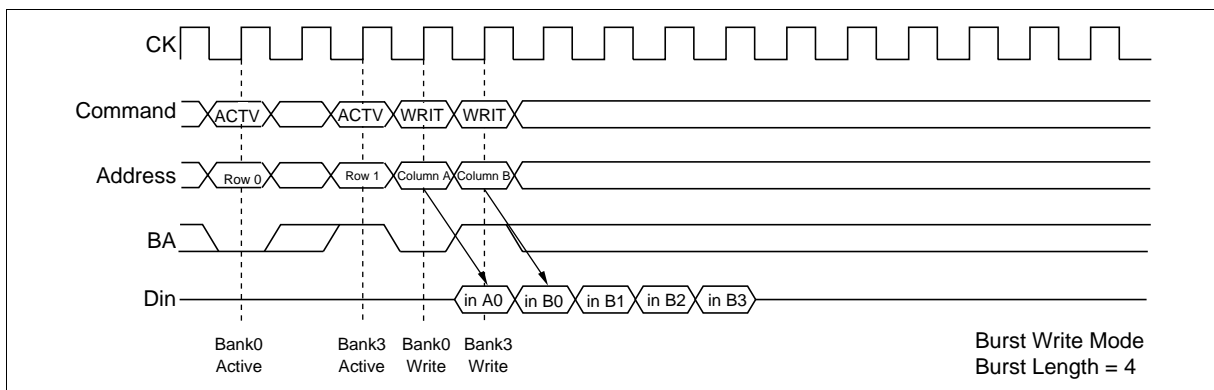 CK
Command ACTV ACTV WRIT WRIT
Address Row 0 Row 1 Column A Column B
BA
Din in A0 in B0 in B1 in B2 in B3
Bank0 Bank3 Bank0 Bank3
Active Active Write Write
Burst Write Mode
Burst Length = 4